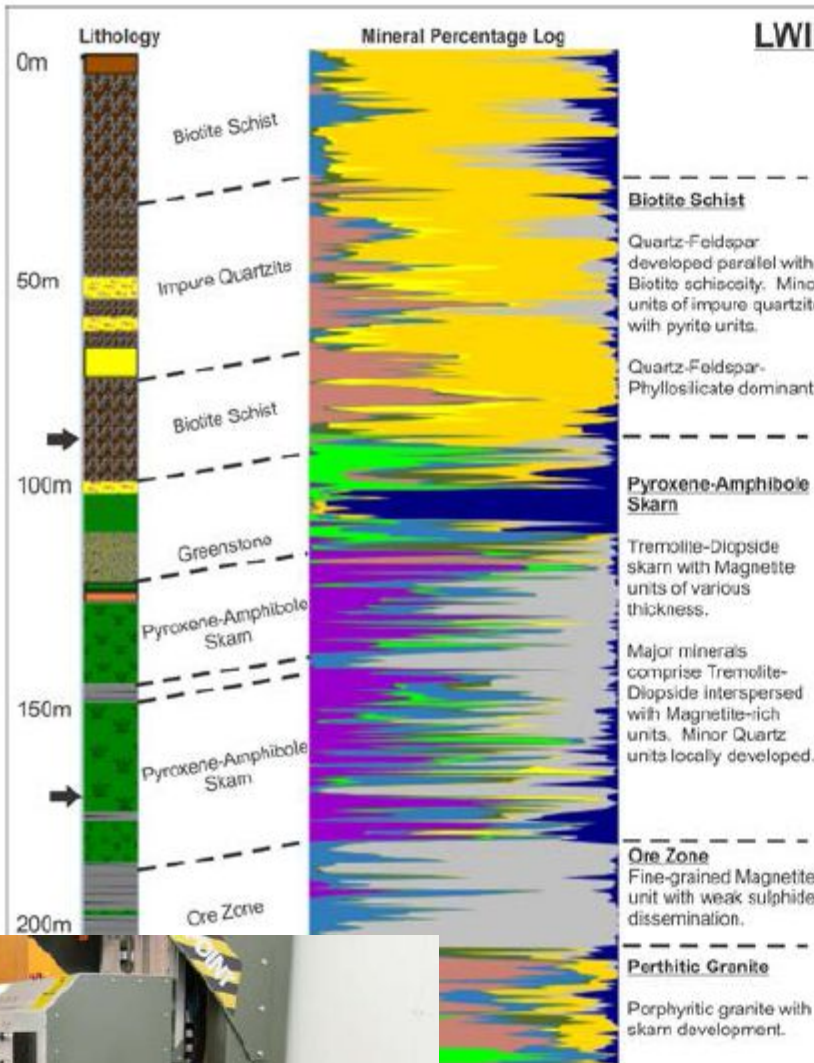 Lithology
Mineral Percentage Log
LWI
0m
Biotite Schist
Biotite Schist
Quartz-Feldspar
developed parallel with
Biotite schisosity. Mino
units of impure quartzit
with pyrite units.
Impure Quartzite
50m
Quartz-Feldspar-
Phyllosilicate dominant
Biotite Schist
100m
Pyroxene-Amphibole
Skarn
Greenstone
Tremolite-Diopside
skarn with Magnetite
units of various
thickness.
Pyroxene-Amphibole
Skarn
Major minerals
comprise Tremolite-
Diopside interspersed
with Magnetite-rich
units. Minor Quartz
units locally developed.
150m
Pyroxene-Amphibole
Skarn
Ore Zone
Fine-grained Magnetite
unit with weak sulphide
dissemination.
Ore Zone
200m
Perthitic Granite
Porphyritic granite with
skarn development.